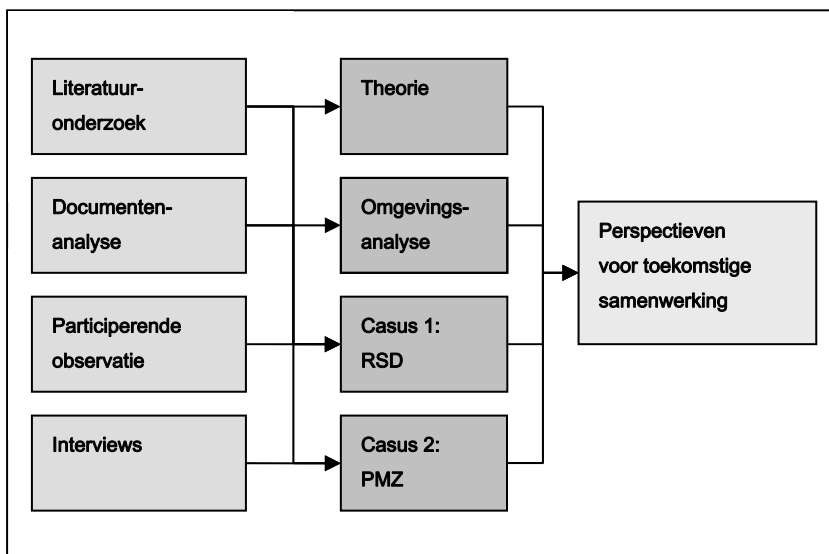 Literatuur-
onderzoek
Documenten-
analyse
Participerende
observatie
Interviews
Theorie
Omgevings-
analyse
Casus 1:
RSD
Casus 2:
PMZ
Perspectieven
voor toekomstige
samenwerking